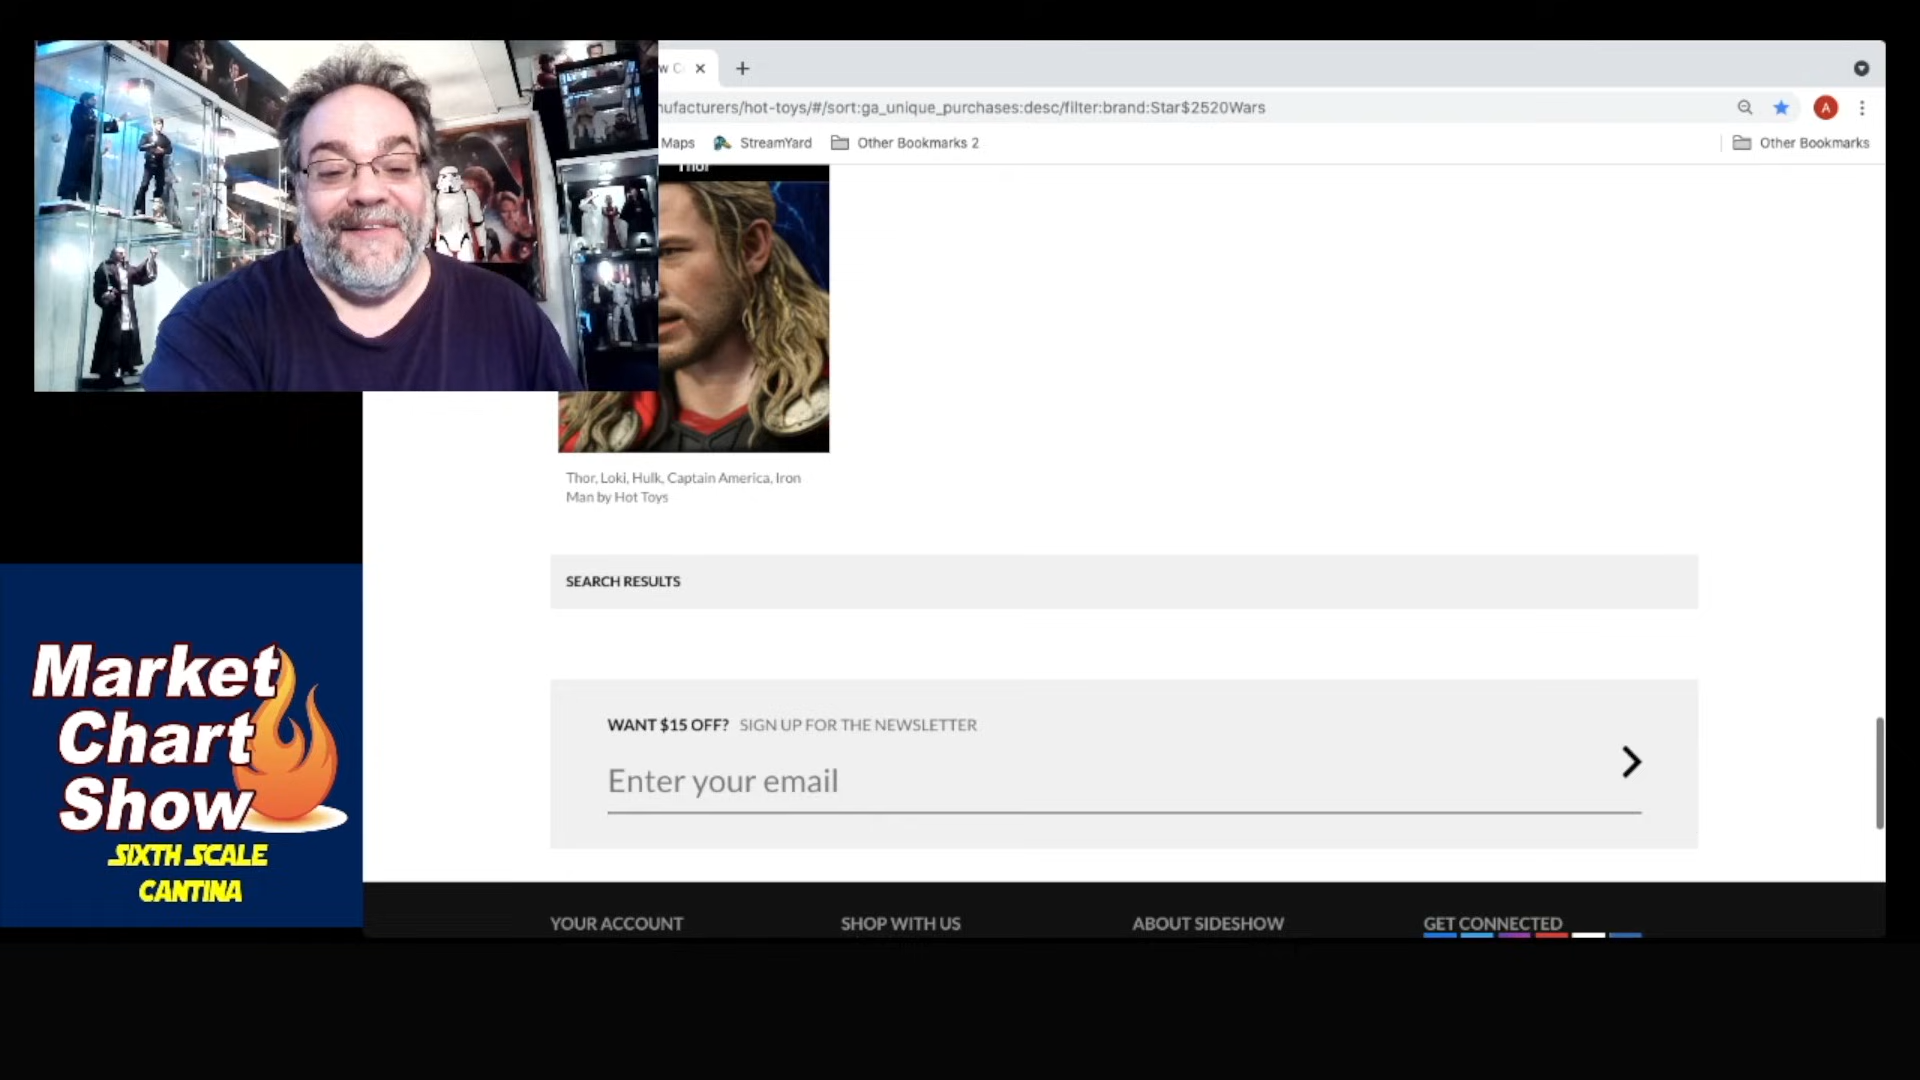 nufacturers/hot-toys/#/sort:ga_unique_purchases:desc/filter:brand:Star$2520Wars
A
Maps
StreamYard
Other Bookmarks 2
Other Bookmarks
Thor
Thor, Loki, Hulk, Captain America, Iron
Man by Hot Toys
SEARCH RESULTS
WANT $15 OFF? SIGN UP FOR THE NEWSLETTER
Enter your email
Market
Chart
Show
SIXTH SCALE
CANTINA
YOUR ACCOUNT
SHOP WITH US
ABOUT SIDESHOW
GET CONNECTED